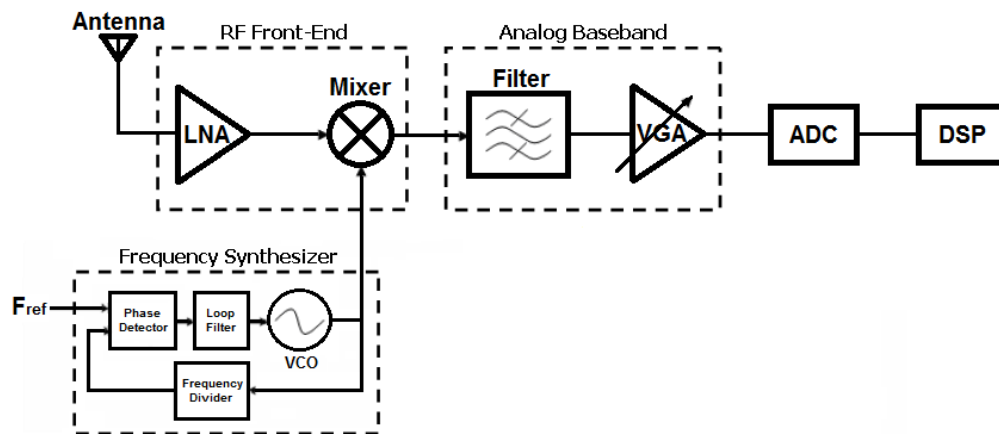 Antenna
RF Front-End
Analog Baseband
Mixer
Filter
LNA
VGA
ADC
DSP
Frequency Synthesizer
Fref
Phase
Detector
Loop
Filter
VCO
Frequency
Divider